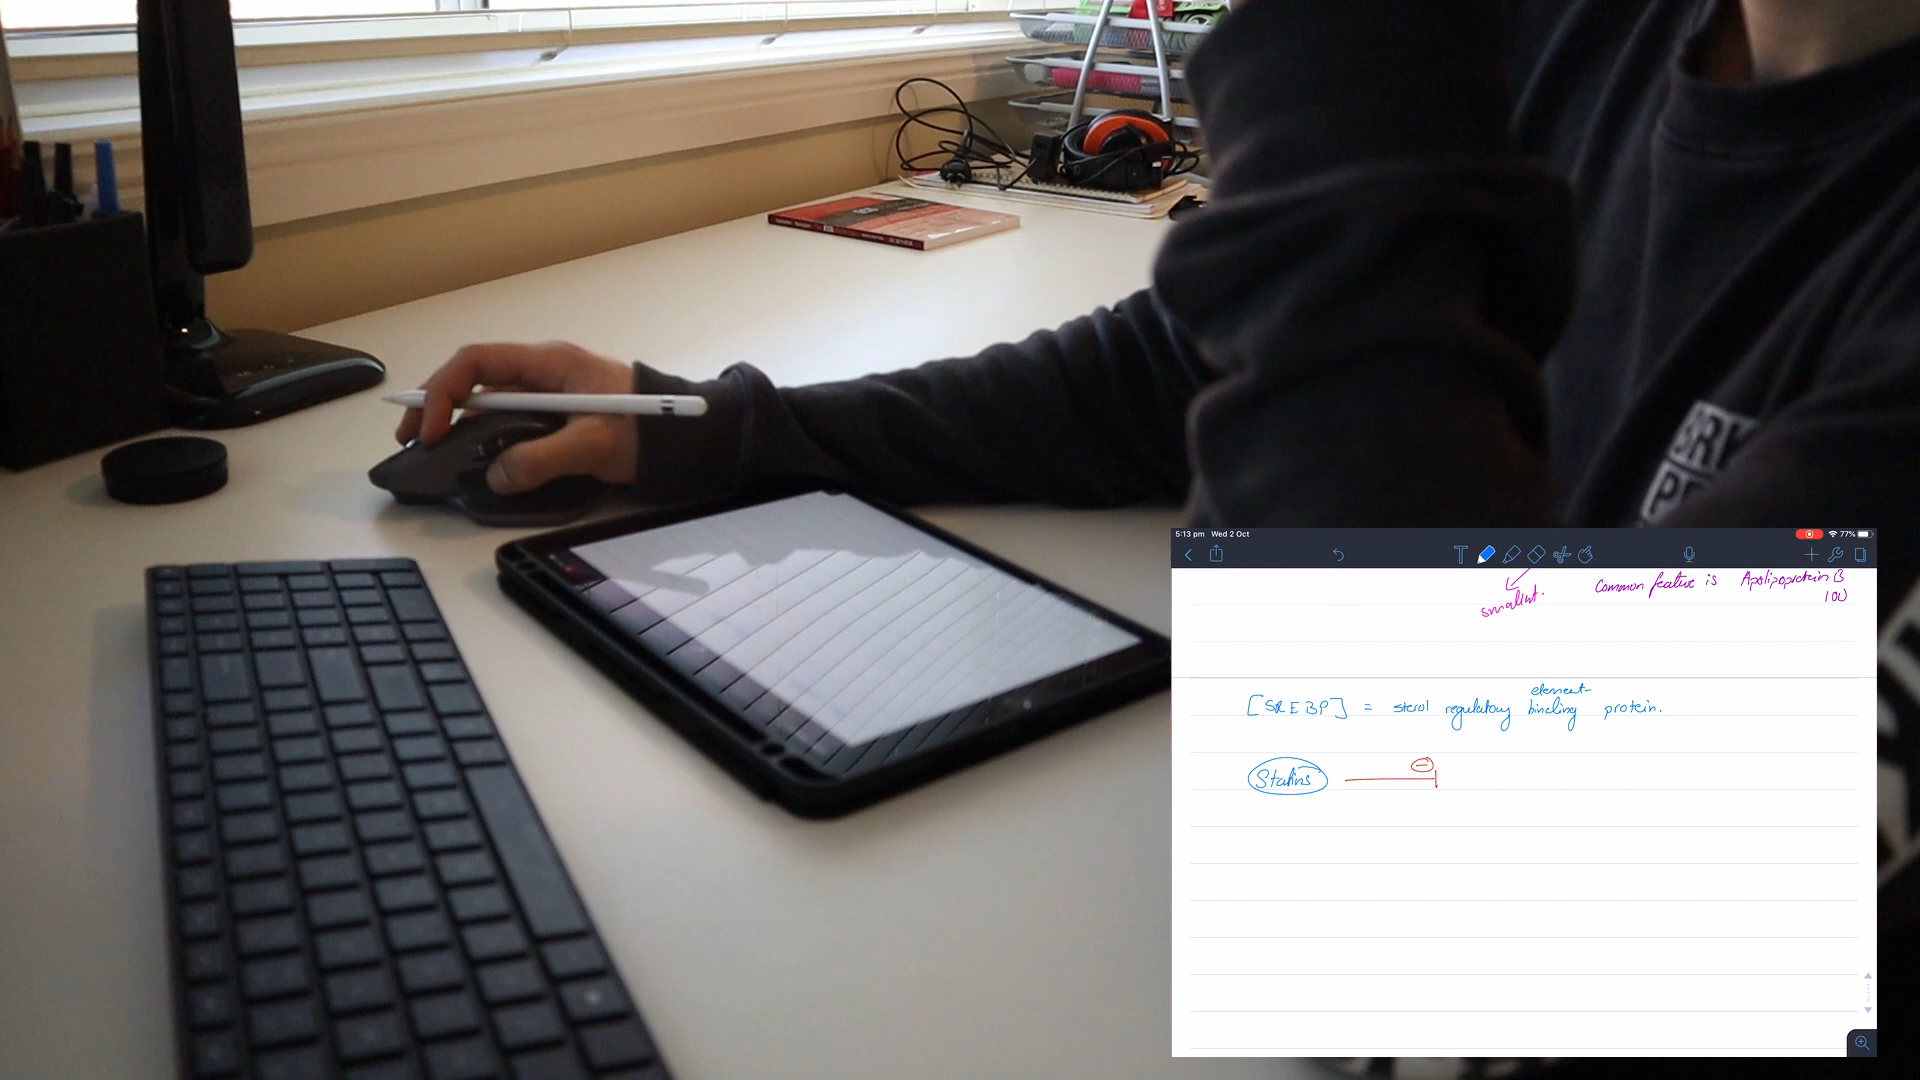 5:13 pm Wed 2 Oct
77%
smallest.
Common feature is Apolipoprotein B
100
element-
[SREBP] = sterol regulatory binding protein.
Statins